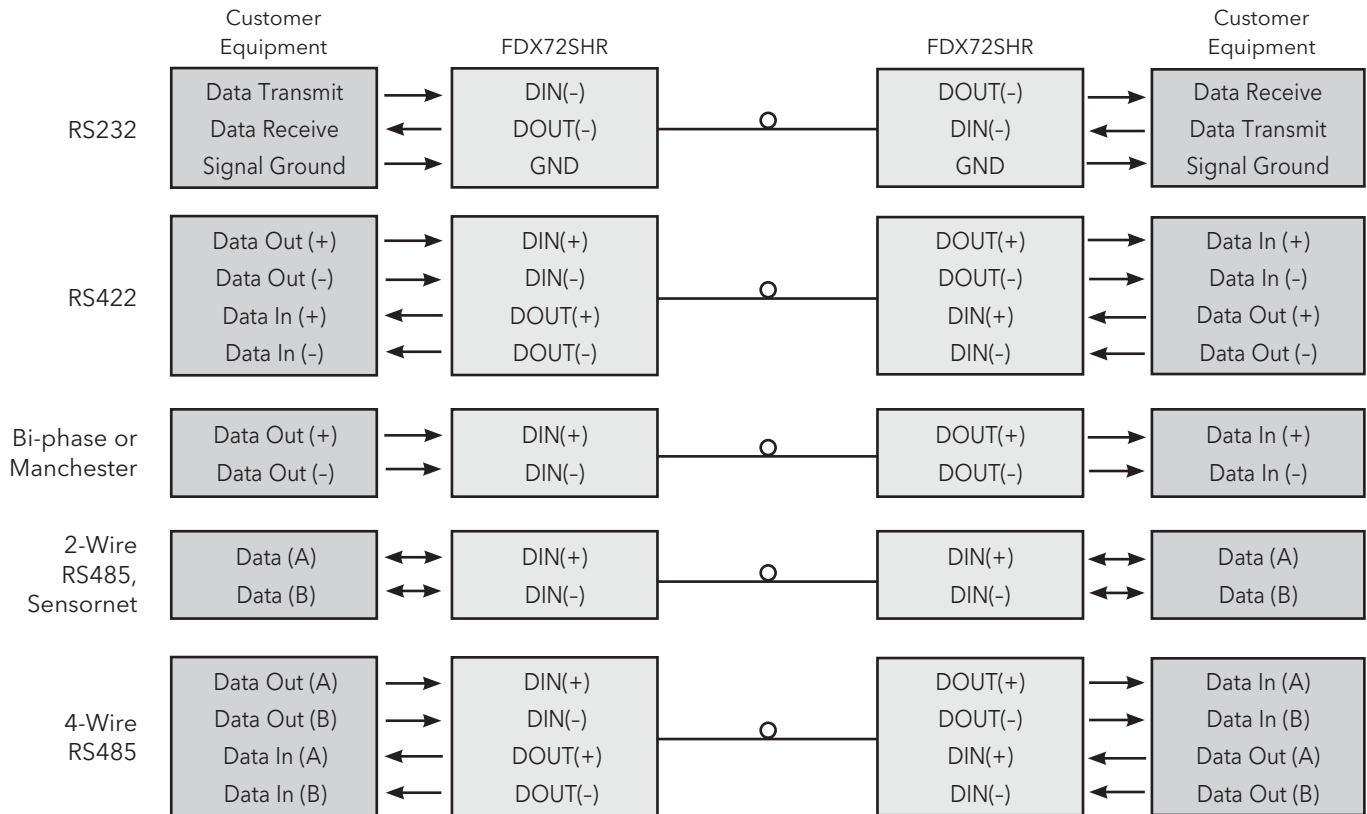 Customer
Equipment
FDX72SHR
FDX72SHR
Customer
Equipment
RS232
Data Transmit
Data Receive
Signal Ground
DIN(-)
DOUT(-)
GND
DOUT(-)
DIN(-)
GND
Data Receive
Data Transmit
Signal Ground
RS422
Data Out (+)
Data Out (-)
Data In (+)
Data In (-)
DIN(+)
DIN(-)
DOUT(+)
DOUT(-)
DOUT(+)
DOUT(-)
DIN(+)
DIN(-)
Data In (+)
Data In (-)
Data Out (+)
Data Out (-)
Bi-phase or
Manchester
Data Out (+)
Data Out (-)
DIN(+)
DIN(-)
DOUT(+)
DOUT(-)
Data In (+)
Data In (-)
2-Wire
RS485,
Sensornet
Data (A)
Data (B)
DIN(+)
DIN(-)
DIN(+)
DIN(-)
Data (A)
Data (B)
4-Wire
RS485
Data Out (A)
Data Out (B)
Data In (A)
Data In (B)
DIN(+)
DIN(-)
DOUT(+)
DOUT(-)
DOUT(+)
DOUT(-)
DIN(+)
DIN(-)
Data In (A)
Data In (B)
Data Out (A)
Data Out (B)